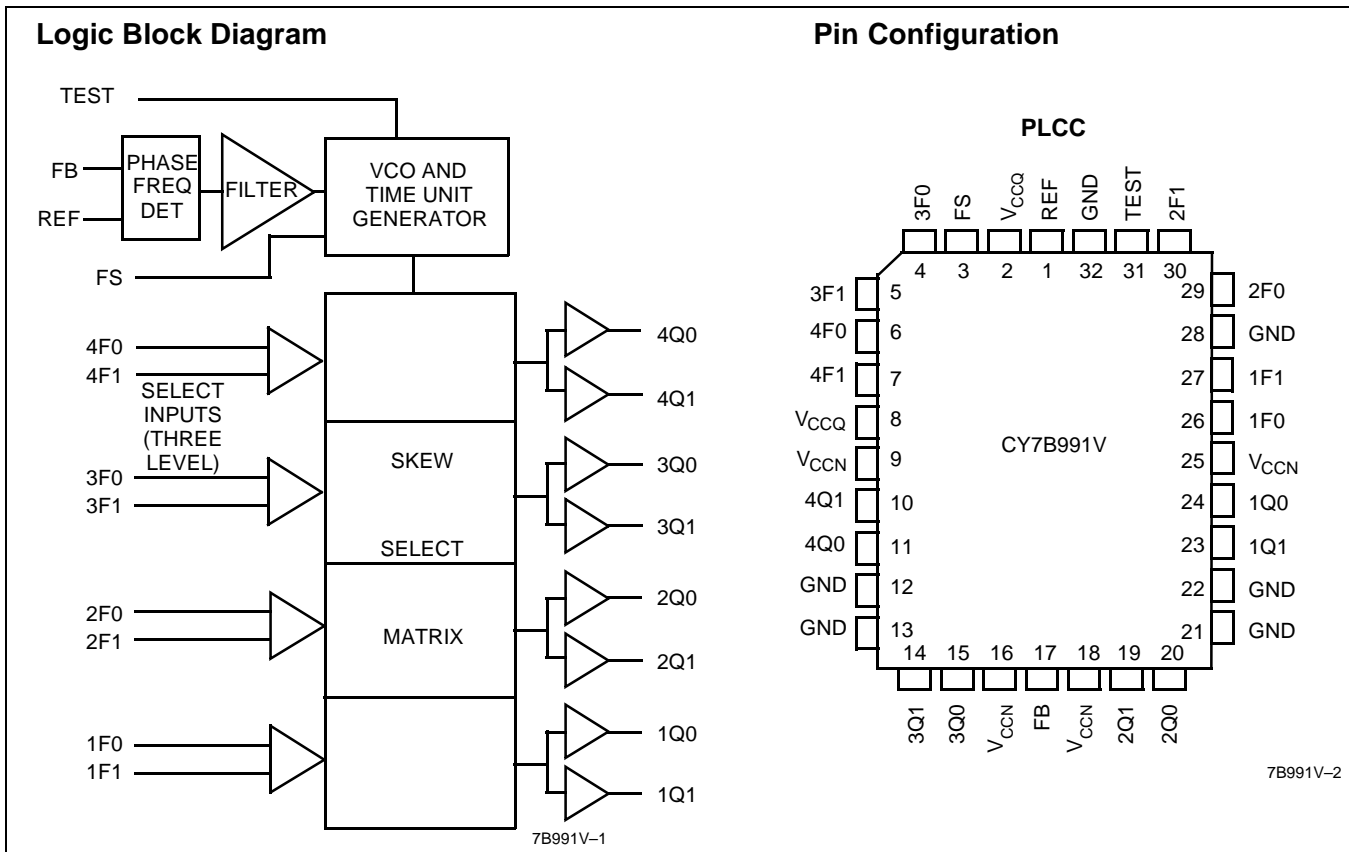 Logic Block Diagram
TEST
FB
REF
PHASE
FREQ
DET
FILTER
VCO AND
TIME UNIT
GENERATOR
FS
4F0
4F1
SELECT
INPUTS
(THREE
LEVEL)
3F0
3F1
2F0
2F1
1F0
1F1
SKEW
SELECT
MATRIX
4Q0
4Q1
3Q0
3Q1
2Q0
2Q1
1Q0
1Q1
7B991V–1
Pin Configuration
PLCC
3F0 FS VCCQ REF GND TEST 2F1
4 3 2 1 32 31 30
3F1 5
4F0 6
4F1 7
VCCQ 8
VCCN 9
4Q1 10
4Q0 11
GND 12
GND 13
CY7B991V
29 2F0
28 GND
27 1F1
26 1F0
25 VCCN
24 1Q0
23 1Q1
22 GND
21 GND
14 15 16 17 18 19 20
3Q1 3Q0 VCCN FB VCCN 2Q1 2Q0
7B991V–2